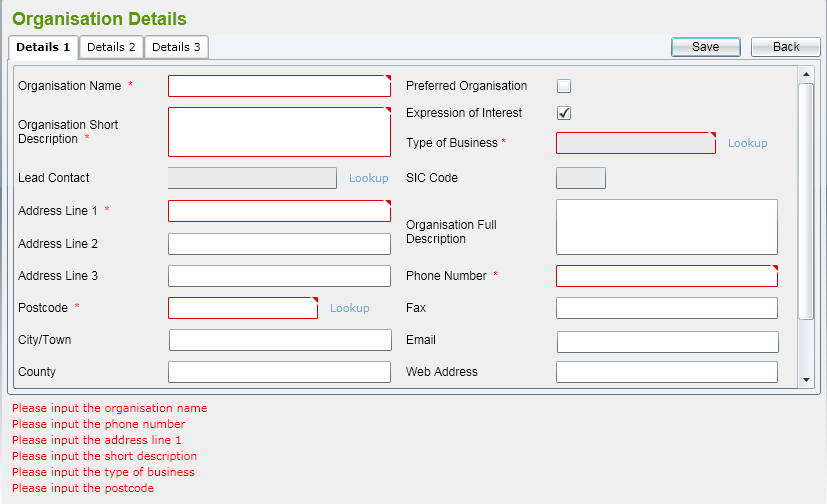 Organisation Details
Details 1 Details 2 Details 3 Save Back
Organisation Name *
Preferred Organisation
Organisation Short
Description *
Expression of Interest
Type of Business * Lookup
Lead Contact Lookup
SIC Code
Address Line 1 *
Organisation Full
Description
Address Line 2
Address Line 3
Phone Number *
Postcode * Lookup
Fax
City/Town
Email
County
Web Address
Please input the organisation name
Please input the phone number
Please input the address line 1
Please input the short description
Please input the type of business
Please input the postcode